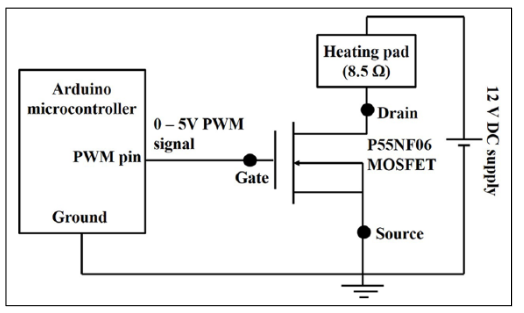 Arduino
microcontroller
PWM pin
Ground
0 – 5V PWM
signal
Gate
Heating pad
(8.5 Ω)
Drain
P55NF06
MOSFET
Source
12 V DC supply